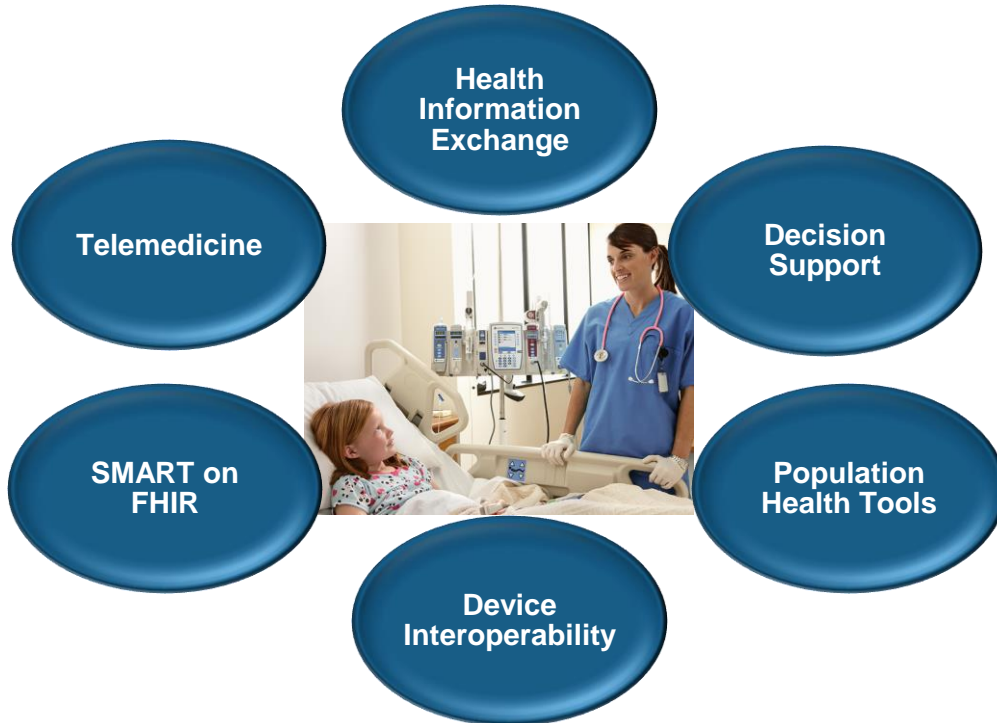 Health
Information
Exchange
Telemedicine
Decision
Support
SMART on
FHIR
Population
Health Tools
Device
Interoperability